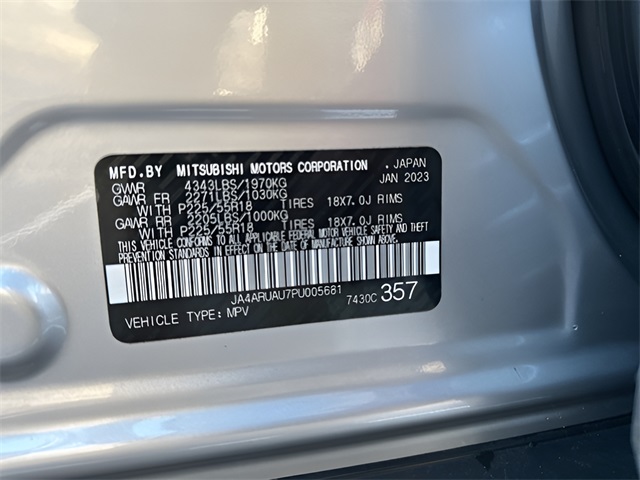 MFD.BY MITSUBISHI MOTORS CORPORATION . JAPAN
GVWR 4343LBS/1970KG JAN 2023
GAWR FR 2271LBS/1030KG
WITH P225/55R18 TIRES 18X7.0J RIMS
GAWR RR 2205LBS/1000KG
WITH P225/55R18 TIRES 18X7.0J RIMS
THIS VEHICLE CONFORMS TO ALL APPLICABLE FEDERAL MOTOR VEHICLE SAFETY AND THEFT
PREVENTION STANDARDS IN EFFECT ON THE DATE OF MANUFACTURE SHOWN ABOVE.
JA4ARUAU7PU005681 7430C 357
VEHICLE TYPE: MPV